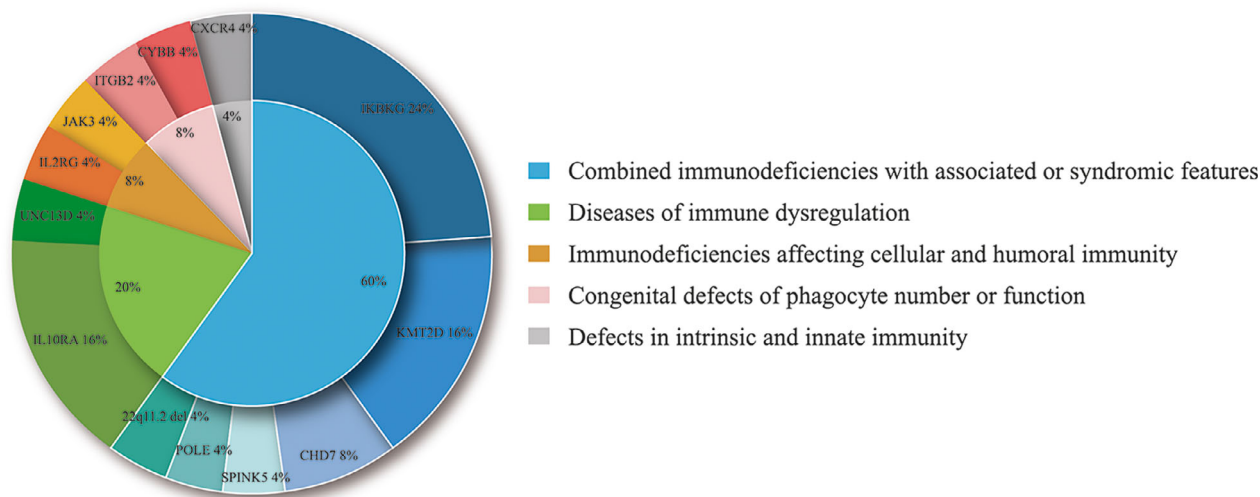 CXCR4 4%
CYBB 4%
ITGB2 4%
IKBKG 24%
JAK3 4%
4%
8%
IL2RG 4%
8%
UNC13D 4%
60%
20%
IL10RA 16%
KMT2D 16%
22q11.2 del 4%
POLE 4%
CHD7 8%
SPINK5 4%
Combined immunodeficiencies with associated or syndromic features
Diseases of immune dysregulation
Immunodeficiencies affecting cellular and humoral immunity
Congenital defects of phagocyte number or function
Defects in intrinsic and innate immunity